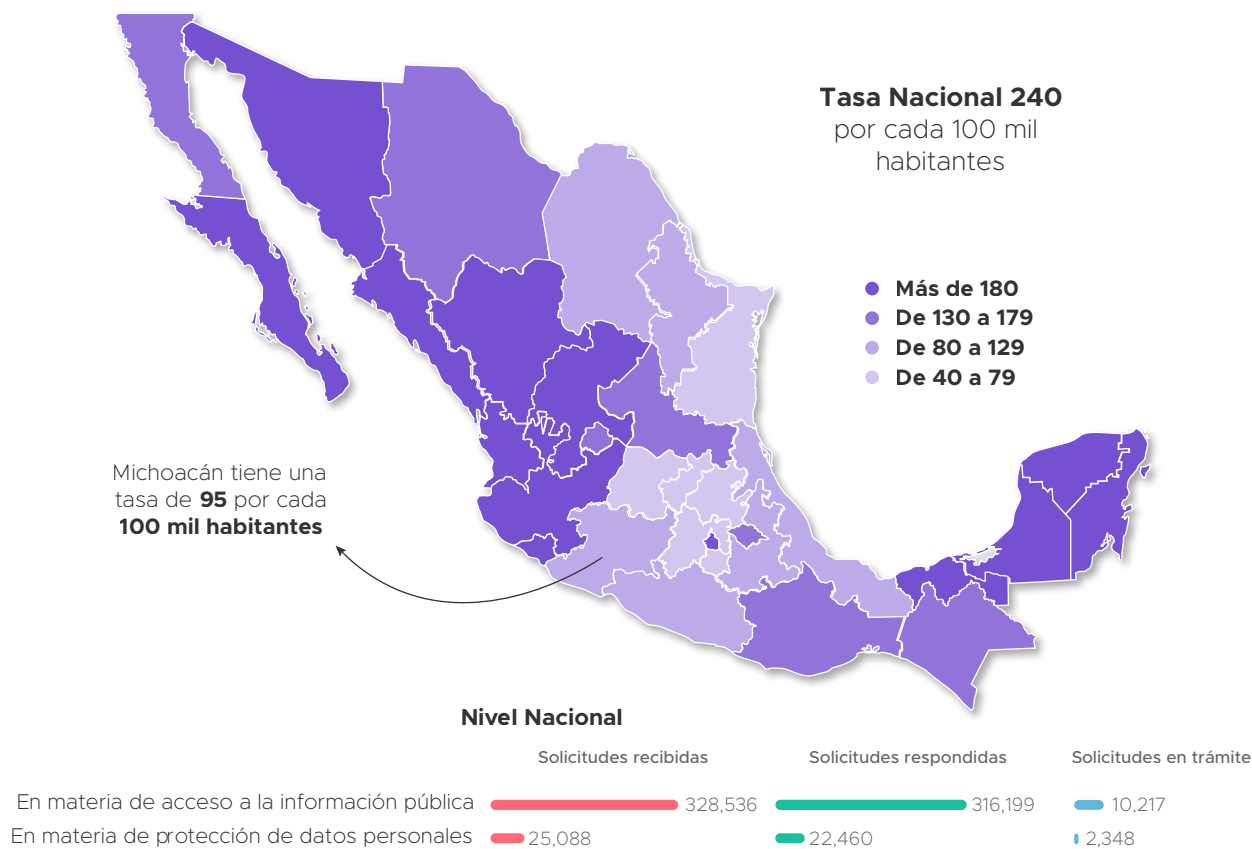 Tasa Nacional 240
por cada 100 mil
habitantes
Más de 180
De 130 a 179
De 80 a 129
De 40 a 79
Michoacán tiene una
tasa de 95 por cada
100 mil habitantes
Nivel Nacional
Solicitudes recibidas Solicitudes respondidas Solicitudes en trámite
En materia de acceso a la información pública 328,536 316,199 10,217
En materia de protección de datos personales 25,088 22,460 2,348